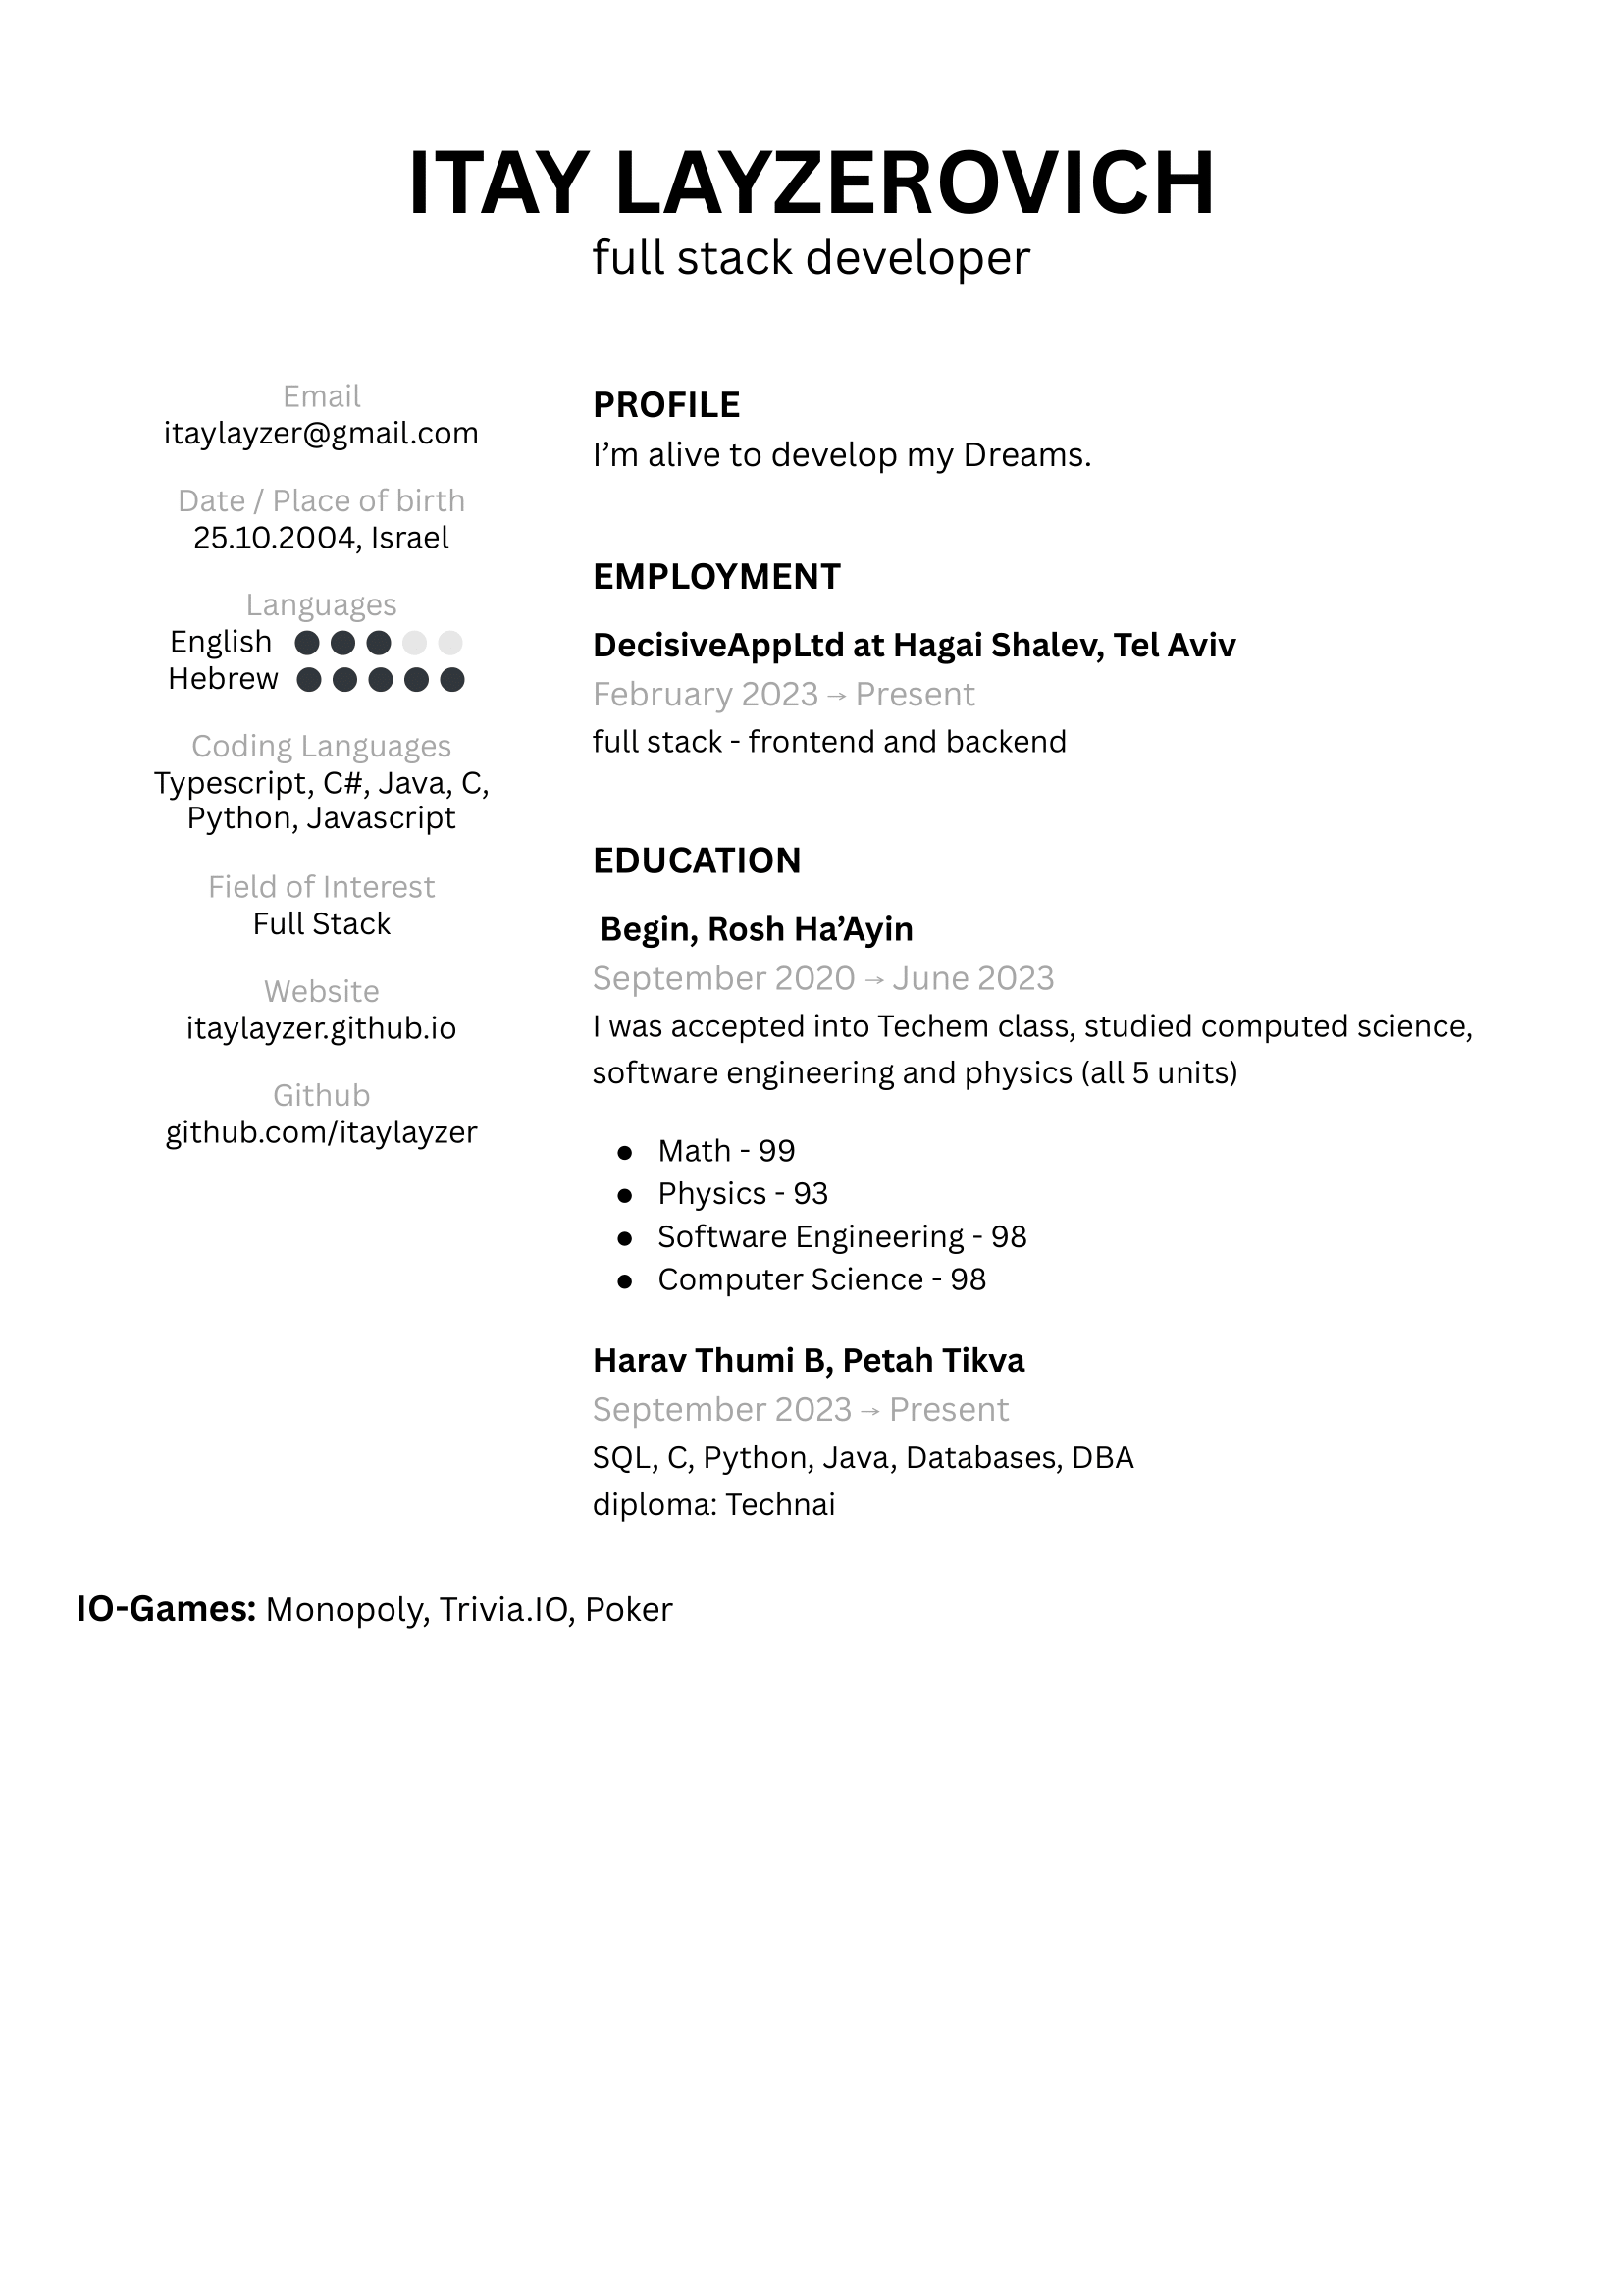 ITAY LAYZEROVICH
full stack developer
Email
itaylayzer@gmail.com
Date / Place of birth
25.10.2004, Israel
Languages
English
Hebrew
Coding Languages
Typescript, C#, Java, C,
Python, Javascript
Field of Interest
Full Stack
Website
itaylayzer.github.io
Github
github.com/itaylayzer
PROFILE
I’m alive to develop my Dreams.
EMPLOYMENT
DecisiveAppLtd at Hagai Shalev, Tel Aviv
February 2023 → Present
full stack - frontend and backend
EDUCATION
Begin, Rosh Ha’Ayin
September 2020 → June 2023
I was accepted into Techem class, studied computed science,
software engineering and physics (all 5 units)
● Math - 99
● Physics - 93
● Software Engineering - 98
● Computer Science - 98
Harav Thumi B, Petah Tikva
September 2023 → Present
SQL, C, Python, Java, Databases, DBA
diploma: Technai
IO-Games: Monopoly, Trivia.IO, Poker